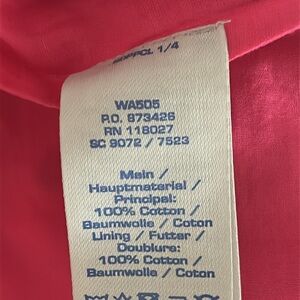 1/4
WA505
P.O. 873426
RN 118027
SC 9072 / 7523
Main /
Hauptmaterial /
Principal:
100% Cotton /
Baumwolle / Coton
Lining / Futter /
Doublure:
100% Cotton /
Baumwolle / Coton